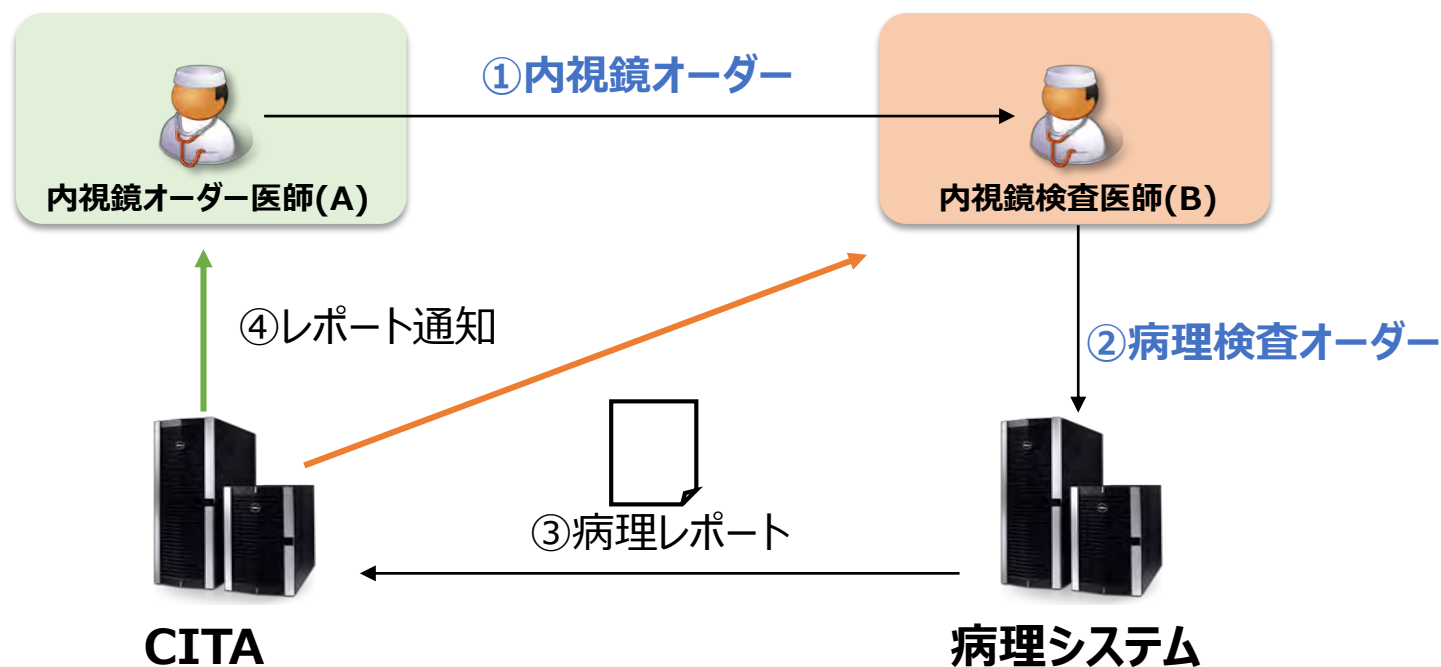 ①内視鏡オーダー
内視鏡オーダー医師(A)
内視鏡検査医師(B)
④レポート通知
②病理検査オーダー
③病理レポート
CITA
病理システム